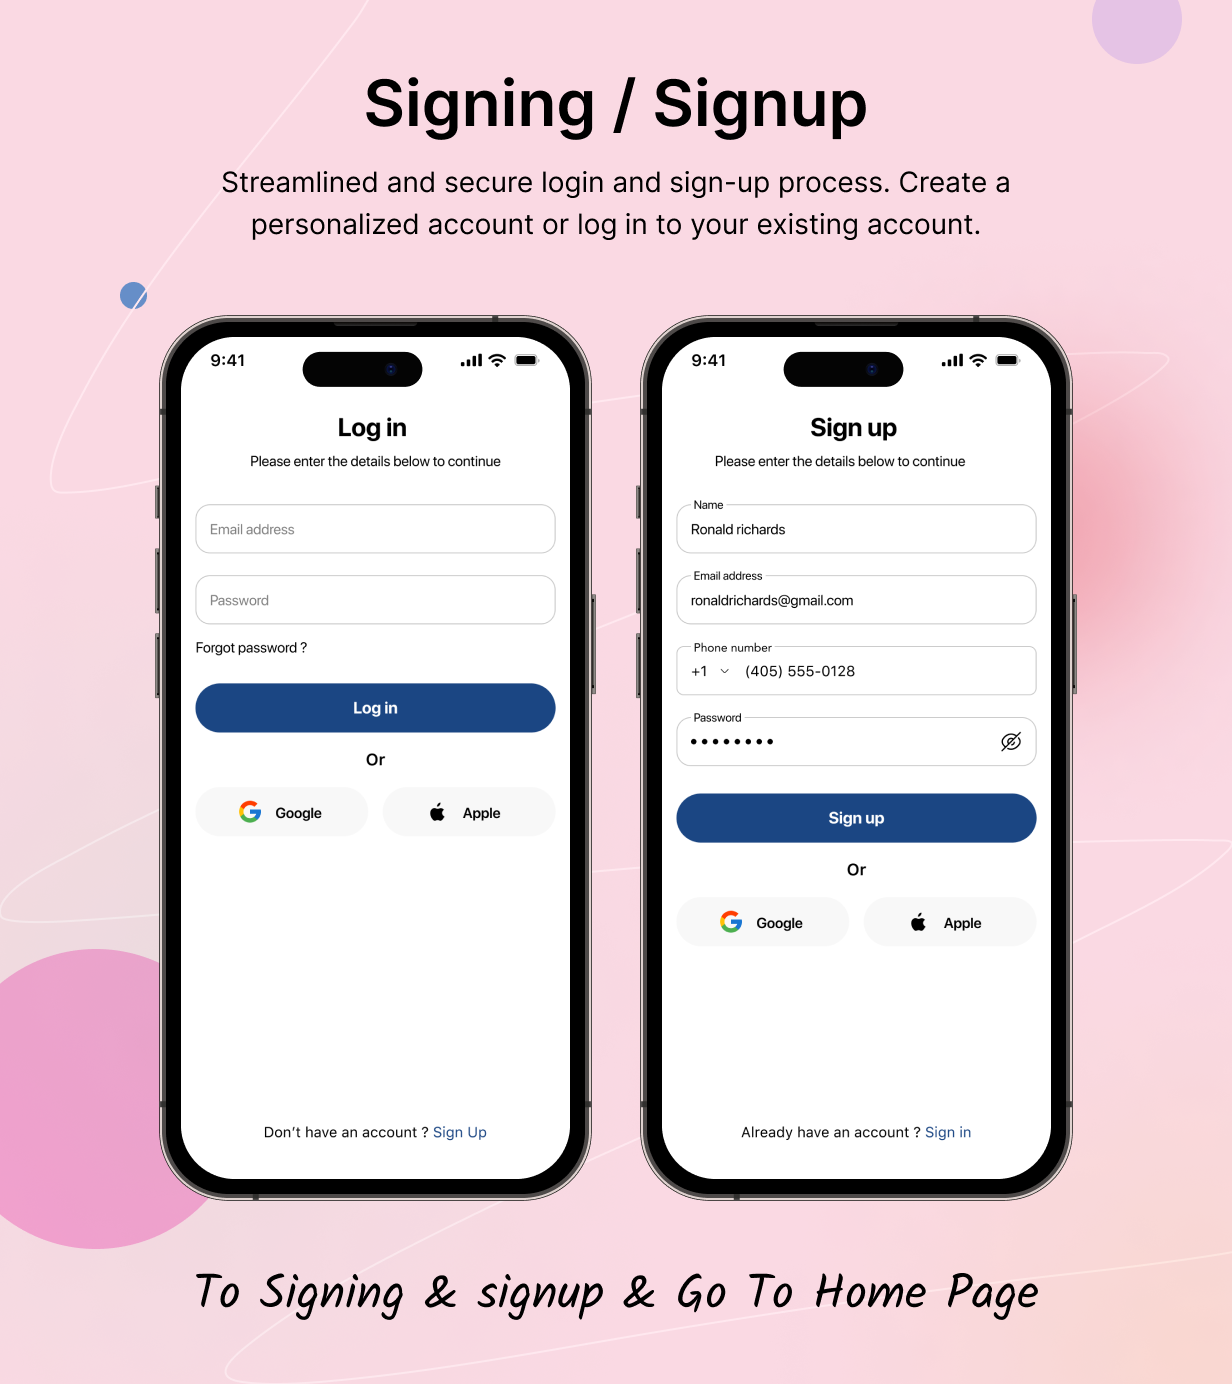 Signing / Signup
Streamlined and secure login and sign-up process. Create a
personalized account or log in to your existing account.
9:41
Log in
Please enter the details below to continue
Email address
Password
Forgot password ?
Log in
Or
Google
Apple
Don't have an account ? Sign Up
9:41
Sign up
Please enter the details below to continue
Name
Ronald richards
Email address
ronaldrichards@gmail.com
Phone number
+1 (405) 555-0128
Password
Sign up
Or
Google
Apple
Already have an account ? Sign in
To Signing & signup & Go To Home Page